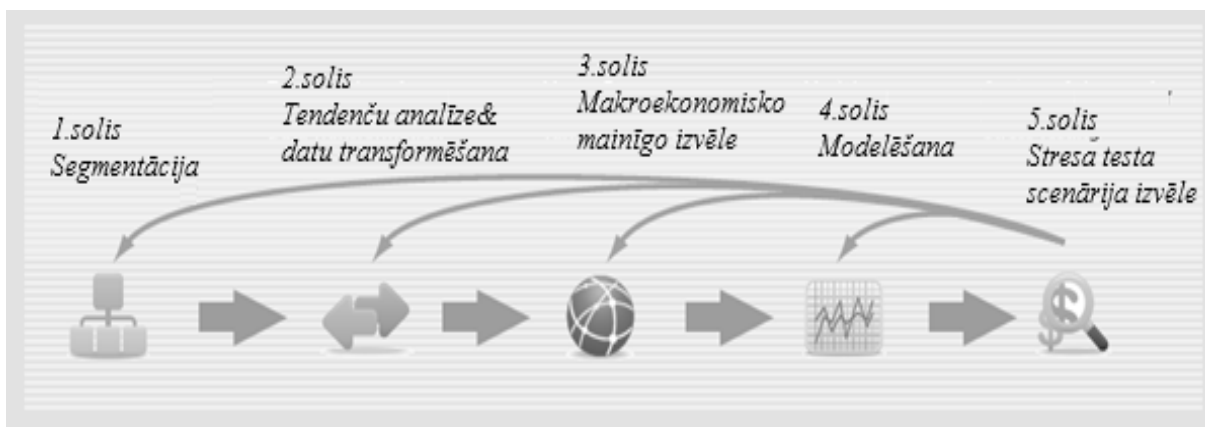 1.solis
Segmentācija
2.solis
Tendenču analīze&
datu transformēšana
3.solis
Makroekonomisko
mainīgo izvēle
4.solis
Modelēšana
5.solis
Stresa testa
scenārija izvēle